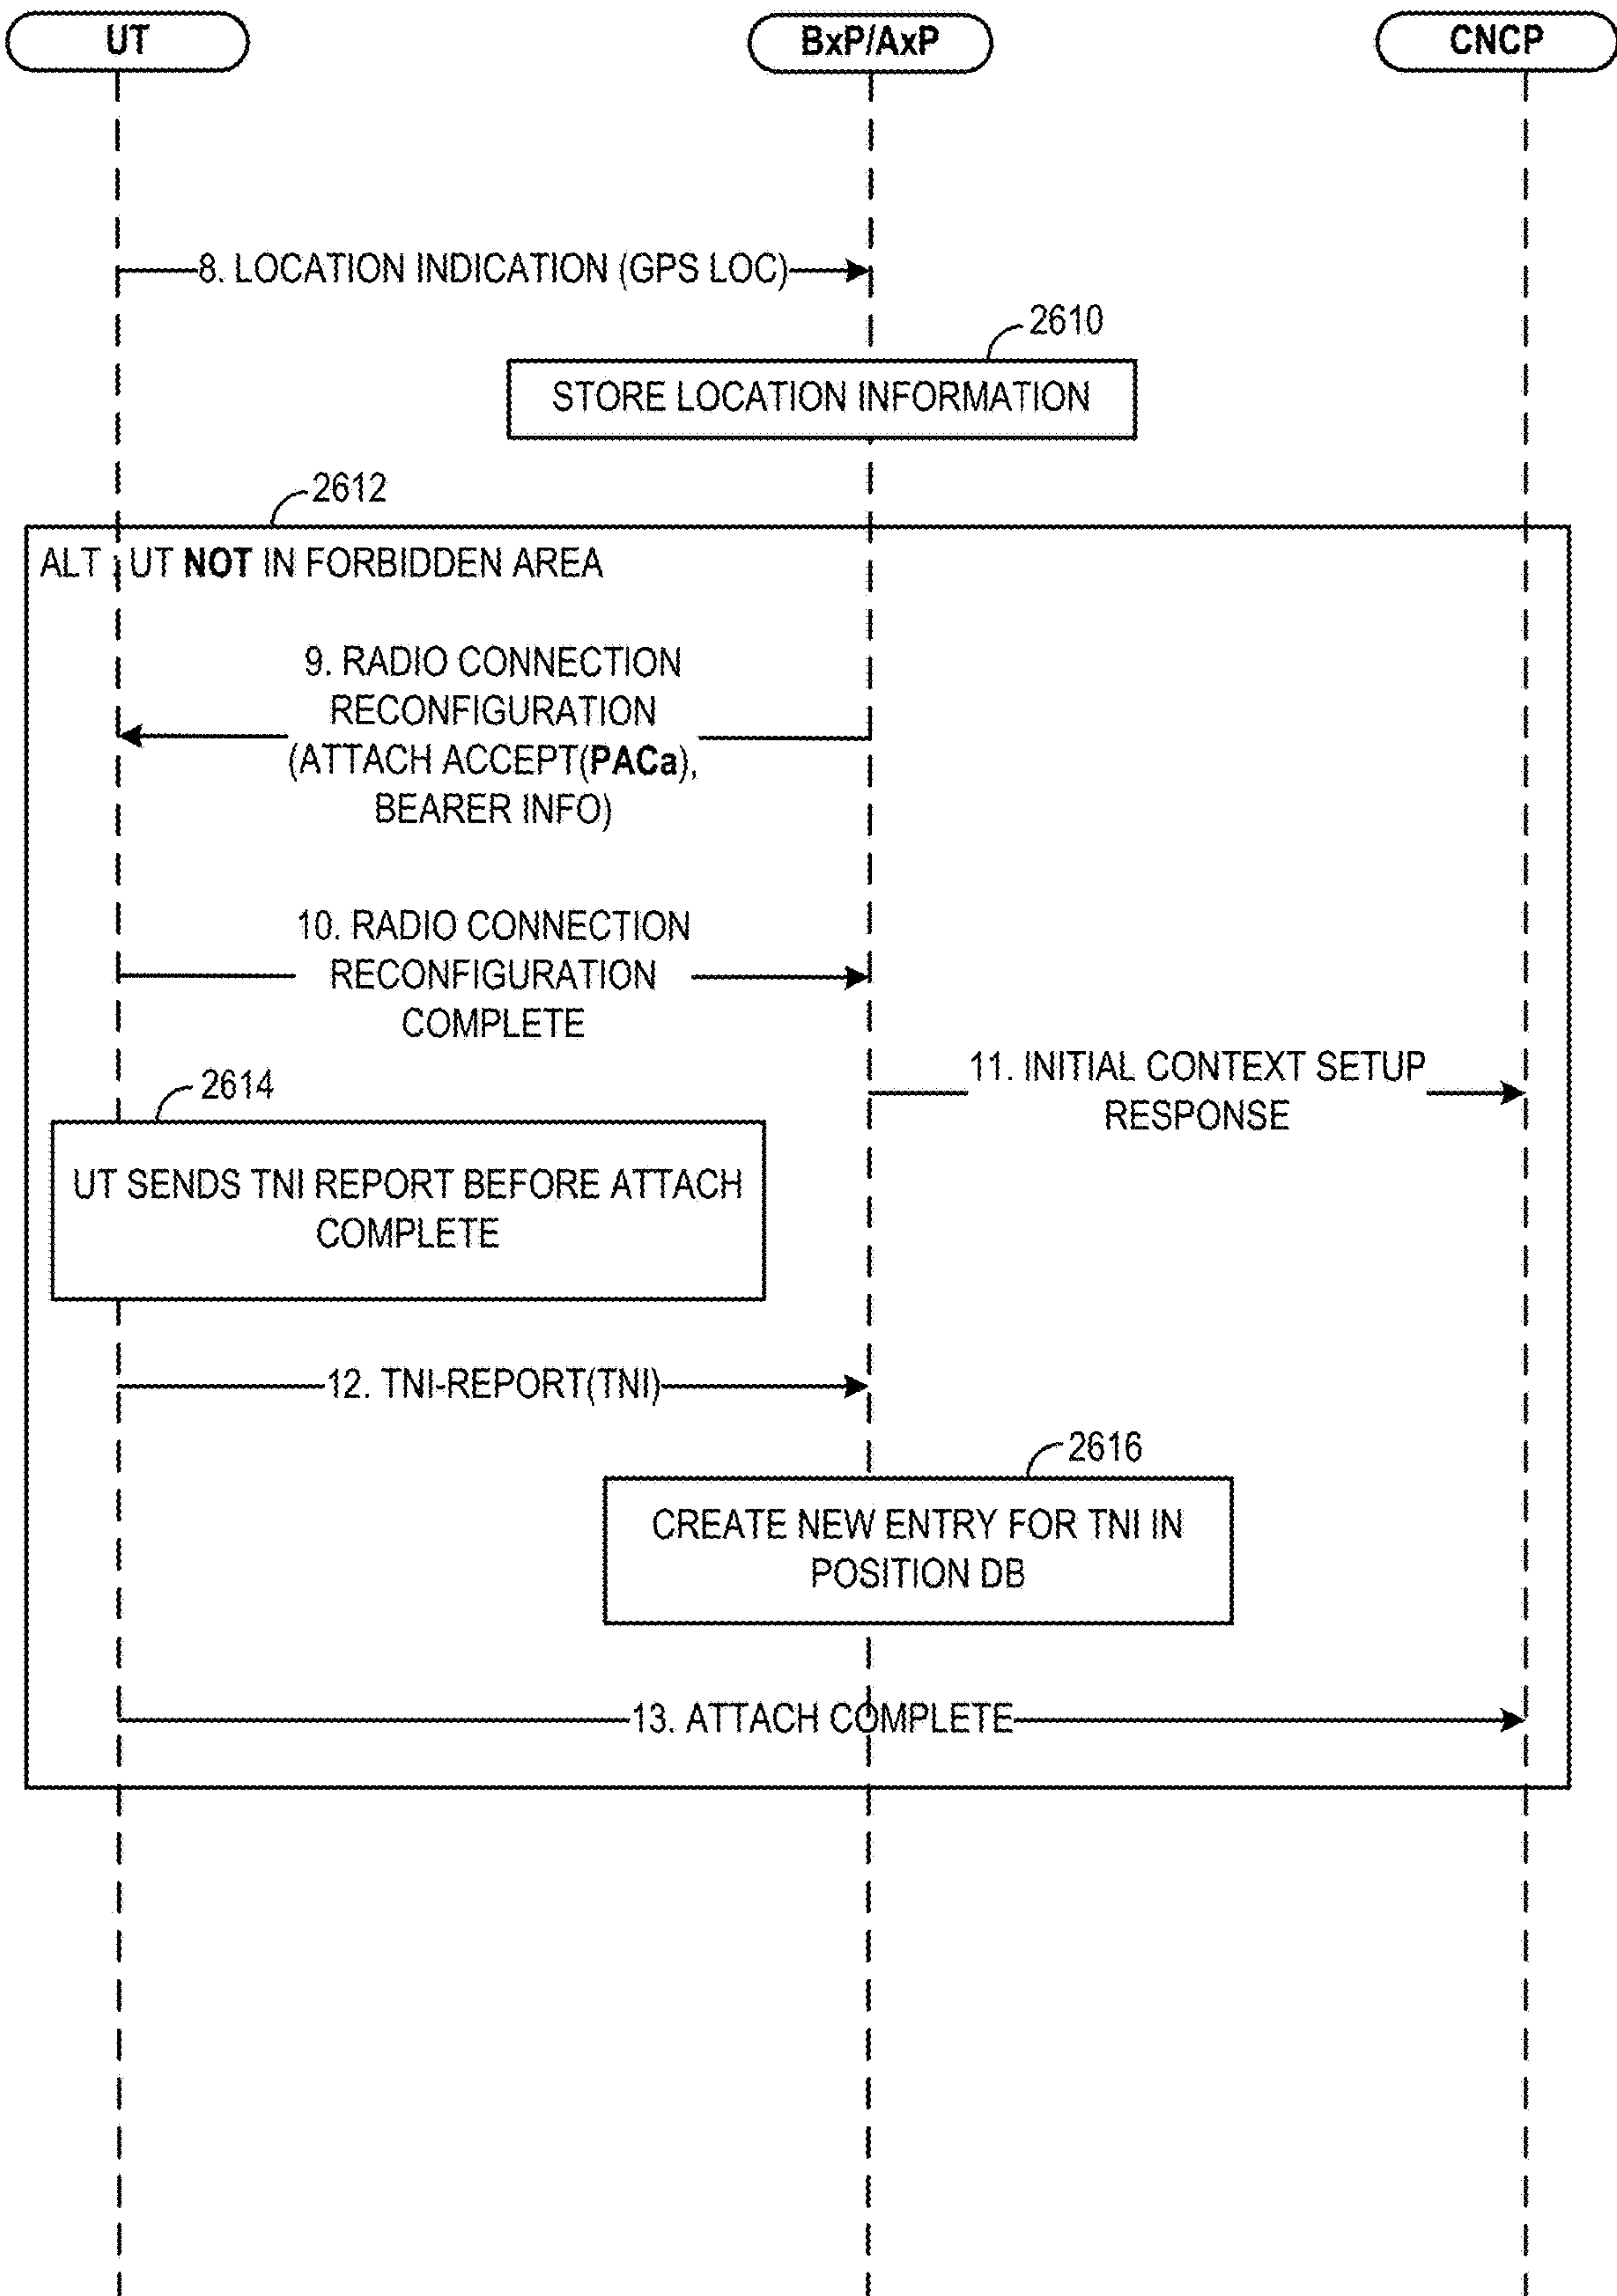 UT
BxP/AxP
CNCP
8. LOCATION INDICATION (GPS LOC)
2610
STORE LOCATION INFORMATION
2612
ALT : UT NOT IN FORBIDDEN AREA
9. RADIO CONNECTION
RECONFIGURATION
(ATTACH ACCEPT(PACa),
BEARER INFO)
10. RADIO CONNECTION
RECONFIGURATION
COMPLETE
11. INITIAL CONTEXT SETUP
RESPONSE
2614
UT SENDS TNI REPORT BEFORE ATTACH
COMPLETE
12. TNI-REPORT(TNI)
2616
CREATE NEW ENTRY FOR TNI IN
POSITION DB
13. ATTACH COMPLETE